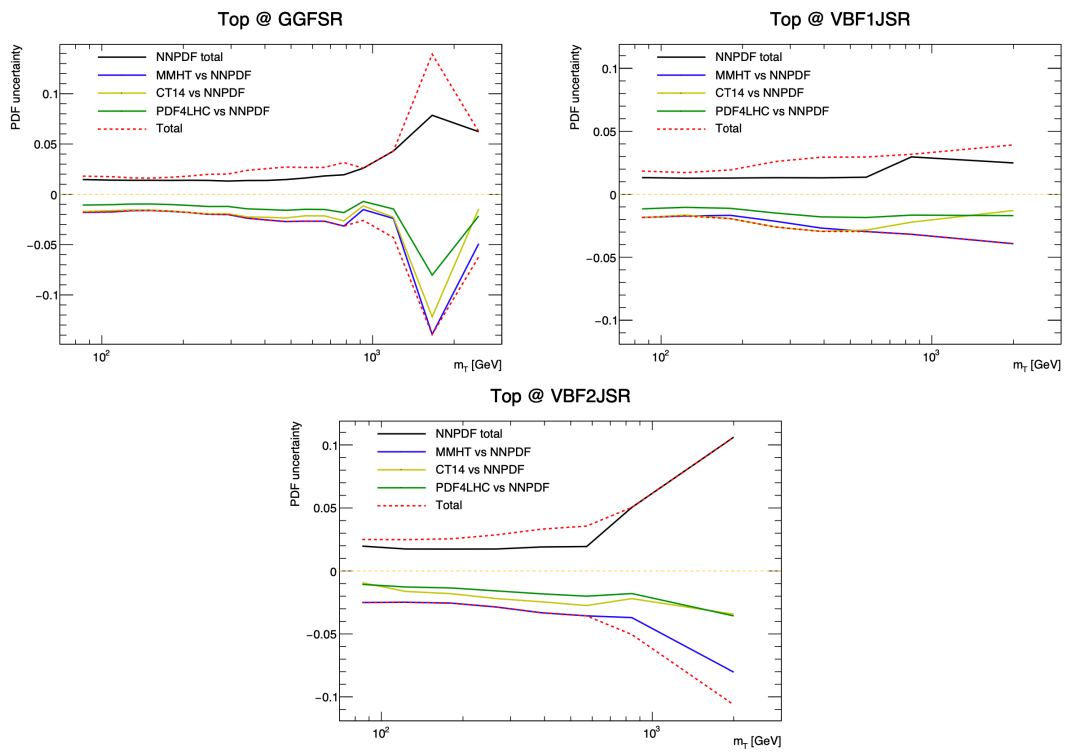 Top @ GGFSR
PDF uncertainty
NNPDF total
MMHT vs NNPDF
CT14 vs NNPDF
PDF4LHC vs NNPDF
Total
0.1
0.05
0
−0.05
−0.1
10²
10³
m_T [GeV]
Top @ VBF1JSR
PDF uncertainty
NNPDF total
MMHT vs NNPDF
CT14 vs NNPDF
PDF4LHC vs NNPDF
Total
0.1
0.05
0
−0.05
−0.1
10²
10³
m_T [GeV]
Top @ VBF2JSR
PDF uncertainty
NNPDF total
MMHT vs NNPDF
CT14 vs NNPDF
PDF4LHC vs NNPDF
Total
0.1
0.05
0
−0.05
−0.1
10²
10³
m_T [GeV]